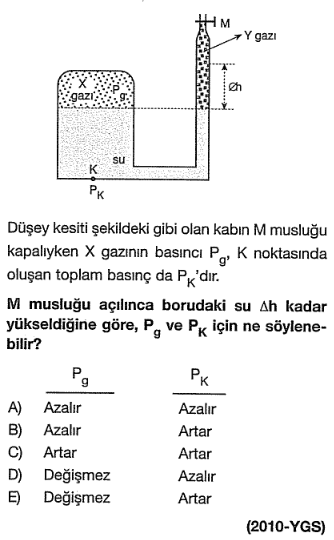 M
Y gazı
X
gazı
Pg
Øh
su
K
PK
Düşey kesiti şekildeki gibi olan kabın M musluğu
kapalıyken X gazının basıncı Pg, K noktasında
oluşan toplam basınç da PK'dır.
M musluğu açılınca borudaki su Δh kadar
yükseldiğine göre, Pg ve PK için ne söylene-
bilir?
Pg PK
A) Azalır Azalır
B) Azalır Artar
C) Artar Artar
D) Değişmez Azalır
E) Değişmez Artar
(2010-YGS)